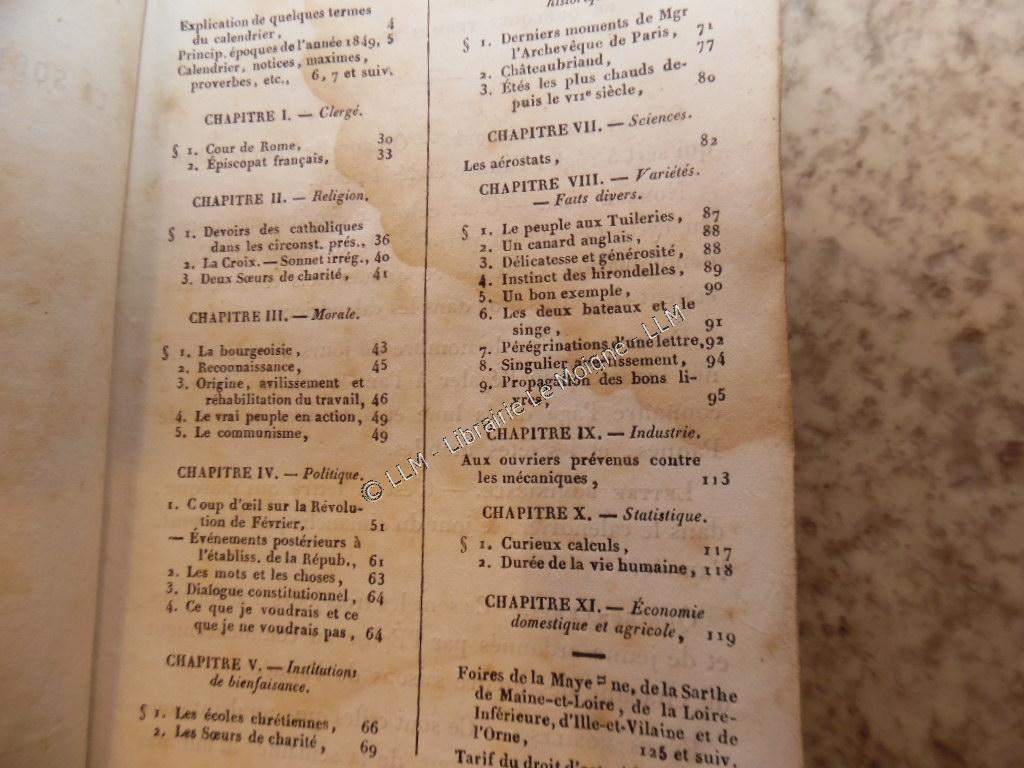 Explication de quelques termes
du calendrier, 4
Princip. époques de l'année 1849, 5
Calendrier, notices, maximes,
proverbes, etc., 6, 7 et suiv.
CHAPITRE I. — Clergé.
§ 1. Cour de Rome, 30
2. Épiscopat français, 33
CHAPITRE II. — Religion.
§ 1. Devoirs des catholiques
dans les circonst. prés., 36
2. La Croix. — Sonnet irrég., 40
3. Deux Sœurs de charité, 41
CHAPITRE III. — Morale.
§ 1. La bourgeoisie, 43
2. Reconnaissance, 45
3. Origine, avilissement et
réhabilitation du travail, 46
4. Le vrai peuple en action, 49
5. Le communisme, 49
CHAPITRE IV. — Politique.
1. Coup d'œil sur la Révolu-
tion de Février, 51
— Événements postérieurs à
l'établiss. de la Répub., 61
2. Les mots et les choses, 63
3. Dialogue constitutionnel, 64
4. Ce que je voudrais et ce
que je ne voudrais pas, 64
CHAPITRE V. — Institutions
de bienfaisance.
§ 1. Les écoles chrétiennes, 66
2. Les Sœurs de charité, 69
§ 1. Derniers moments de Mgr
l'Archevêque de Paris, 71
2. Châteaubriand, 77
3. Étés les plus chauds de-
puis le VIIe siècle, 80
CHAPITRE VII. — Sciences.
Les aérostats, 82
CHAPITRE VIII. — Variétés.
— Faits divers.
§ 1. Le peuple aux Tuileries, 87
2. Un canard anglais, 88
3. Délicatesse et générosité, 88
4. Instinct des hirondelles, 89
5. Un bon exemple, 90
6. Les deux bateaux et le
singe, 91
7. Pérégrinations d'une lettre, 92
8. Singulier avertissement, 94
9. Propagation des bons li-
vres, 95
CHAPITRE IX. — Industrie.
Aux ouvriers prévenus contre
les mécaniques, 113
CHAPITRE X. — Statistique.
§ 1. Curieux calculs, 117
2. Durée de la vie humaine, 118
CHAPITRE XI. — Économie
domestique et agricole, 119
Foires de la Mayenne, de la Sarthe
de Maine-et-Loire, de la Loire-
Inférieure, d'Ille-et-Vilaine et de
l'Orne, 125 et suiv.
Tarif du droit
© LLM - Librairie Le Moigne - LLM